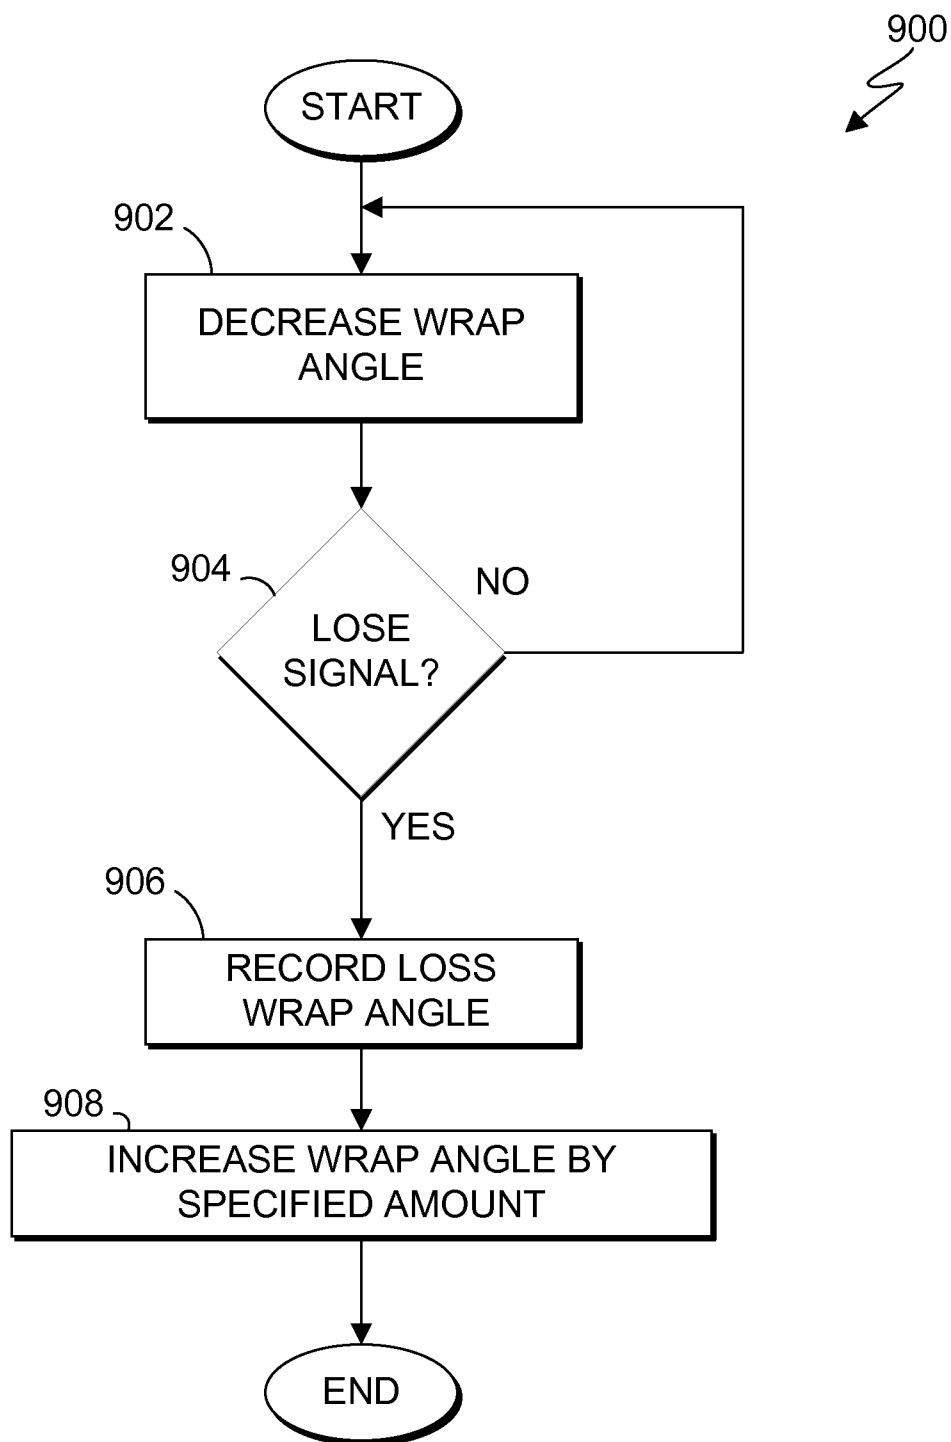 900
START
902
DECREASE WRAP
ANGLE
904
NO
LOSE
SIGNAL?
YES
906
RECORD LOSS
WRAP ANGLE
908
INCREASE WRAP ANGLE BY
SPECIFIED AMOUNT
END